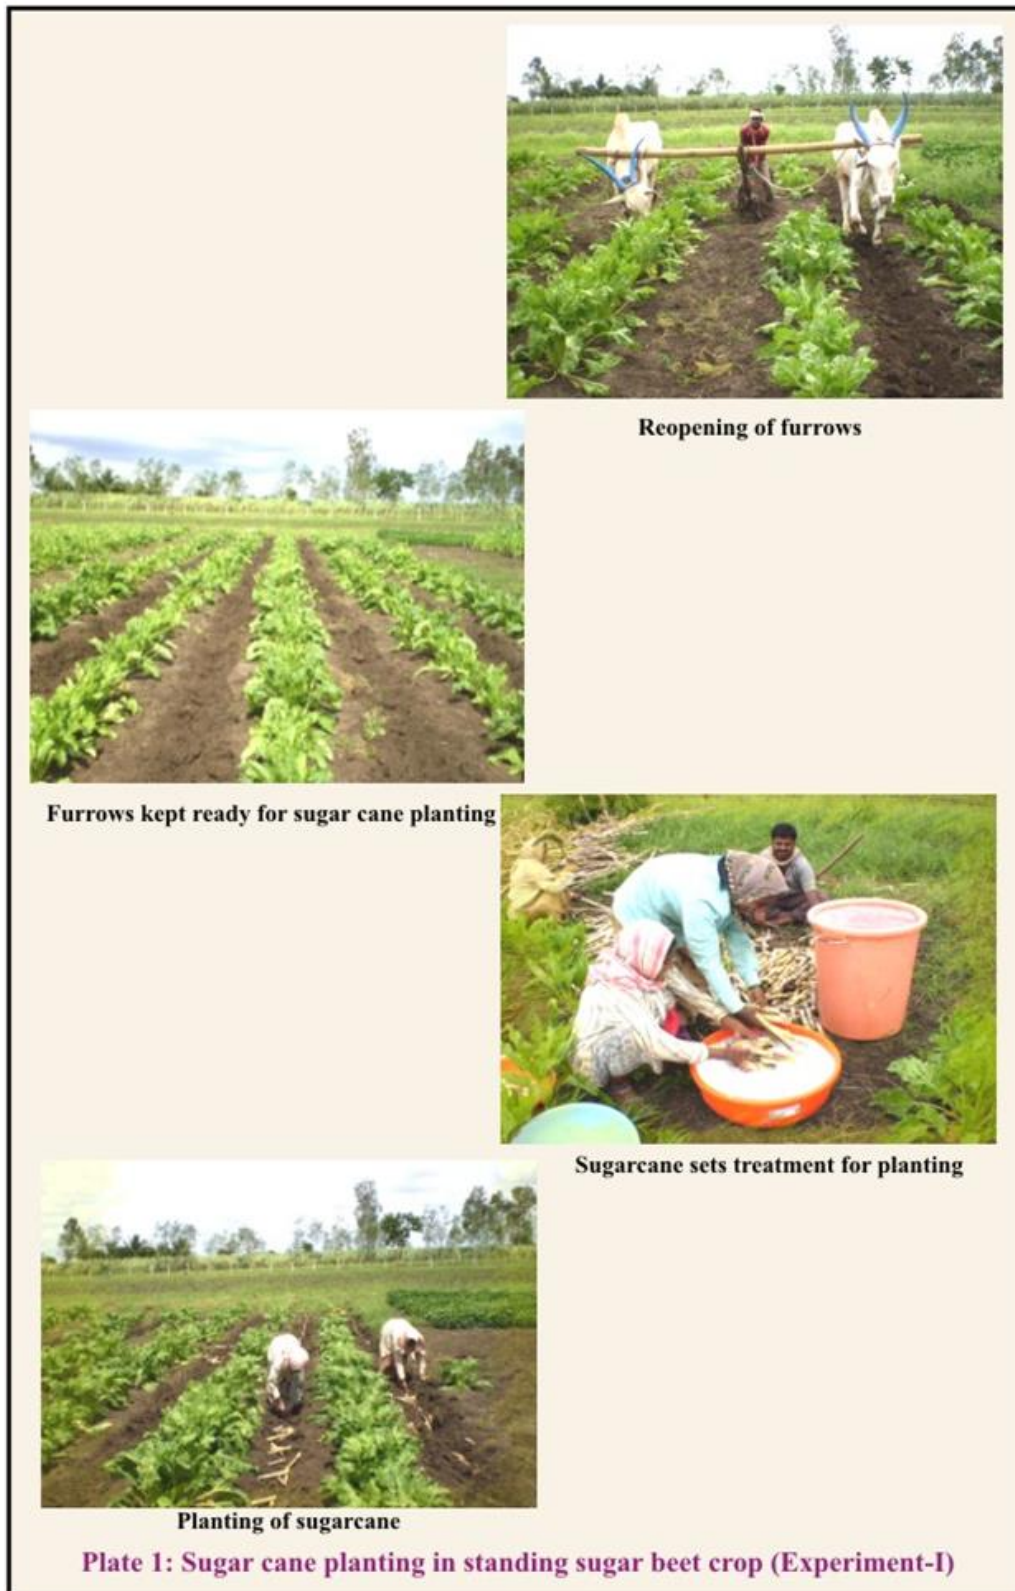 Reopening of furrows
Furrows kept ready for sugar cane planting
Sugarcane sets treatment for planting
Planting of sugarcane
Plate 1: Sugar cane planting in standing sugar beet crop (Experiment-I)